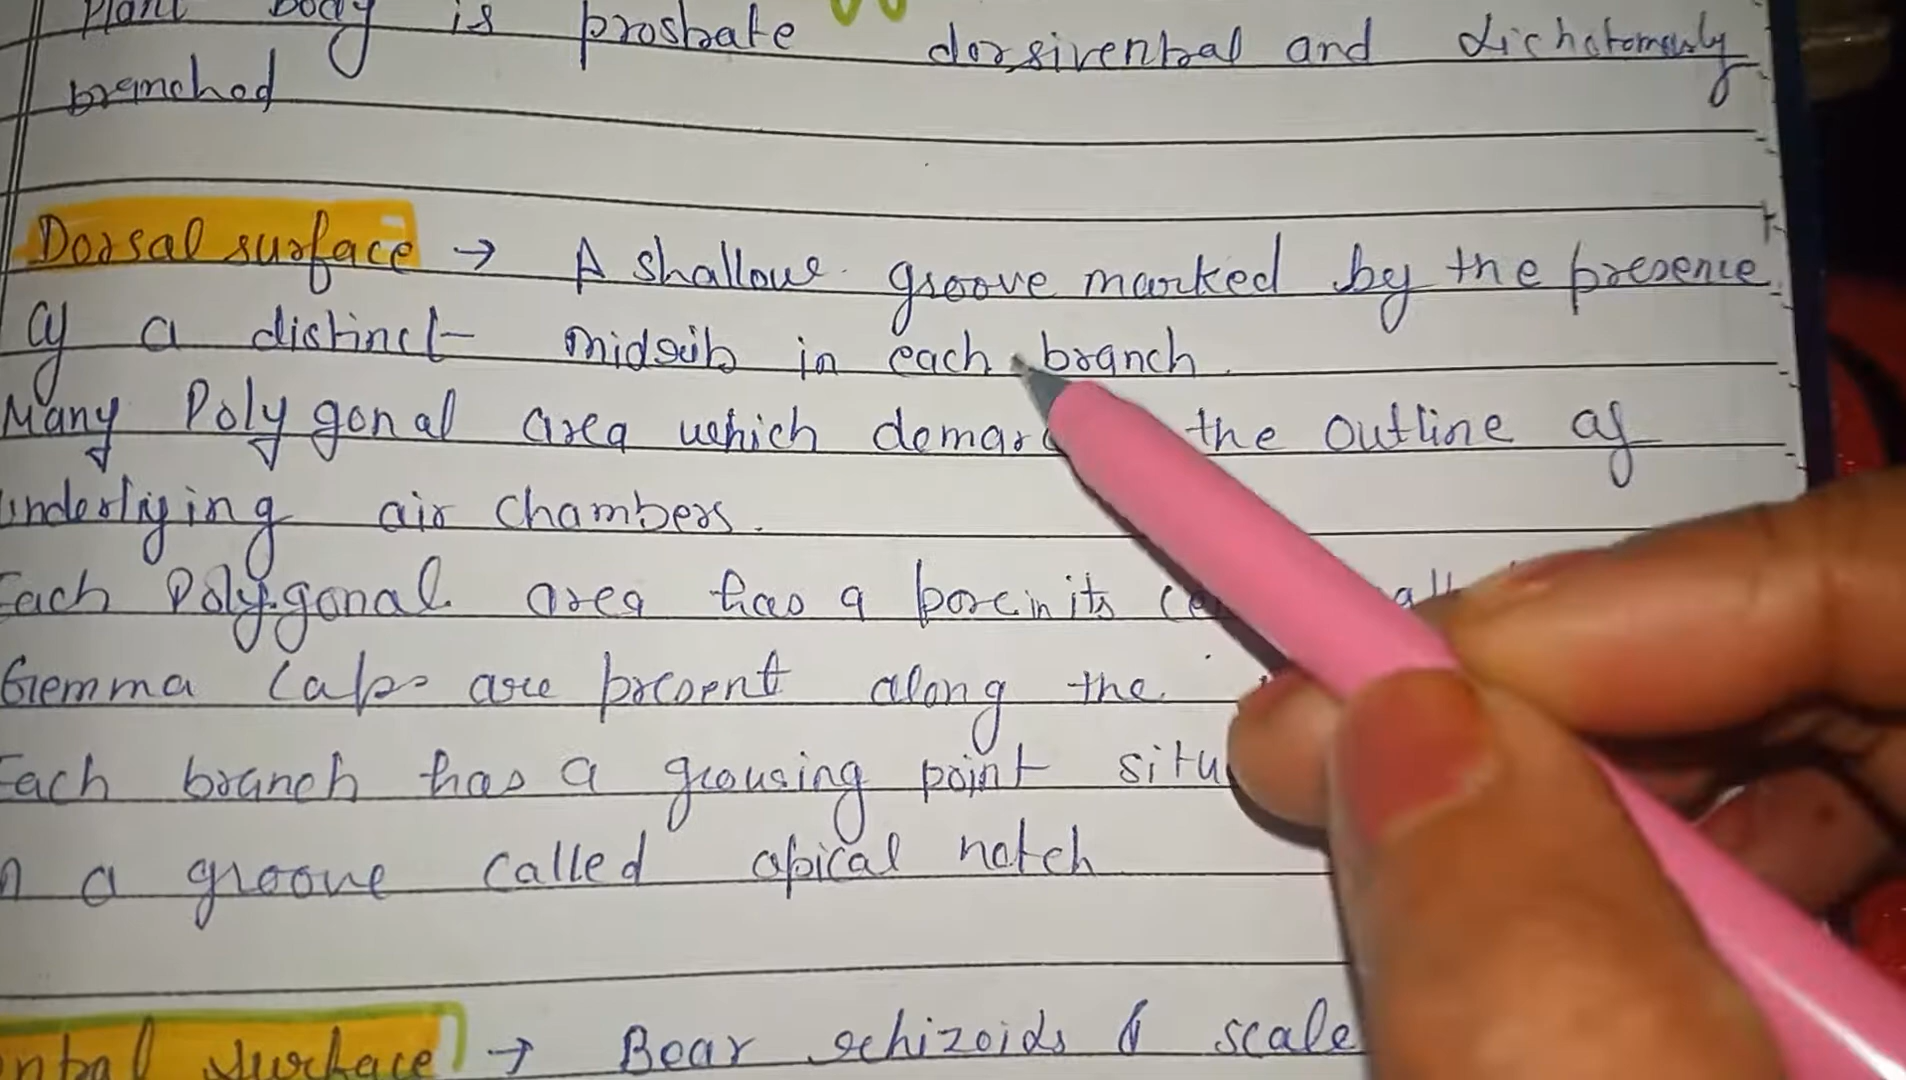 Plant body is prostrate dorsiventral and dichotomously
branched
Dorsal surface → A shallow groove marked by the presence
of a distinct midrib in each branch.
Many Polygonal area which the outline of
underlying air chambers.
Each Polygonal area has a pore in its
Gemma Cups are present along the
Each branch has a growing point
a groove called apical notch
surface → Bear rhizoids & scale